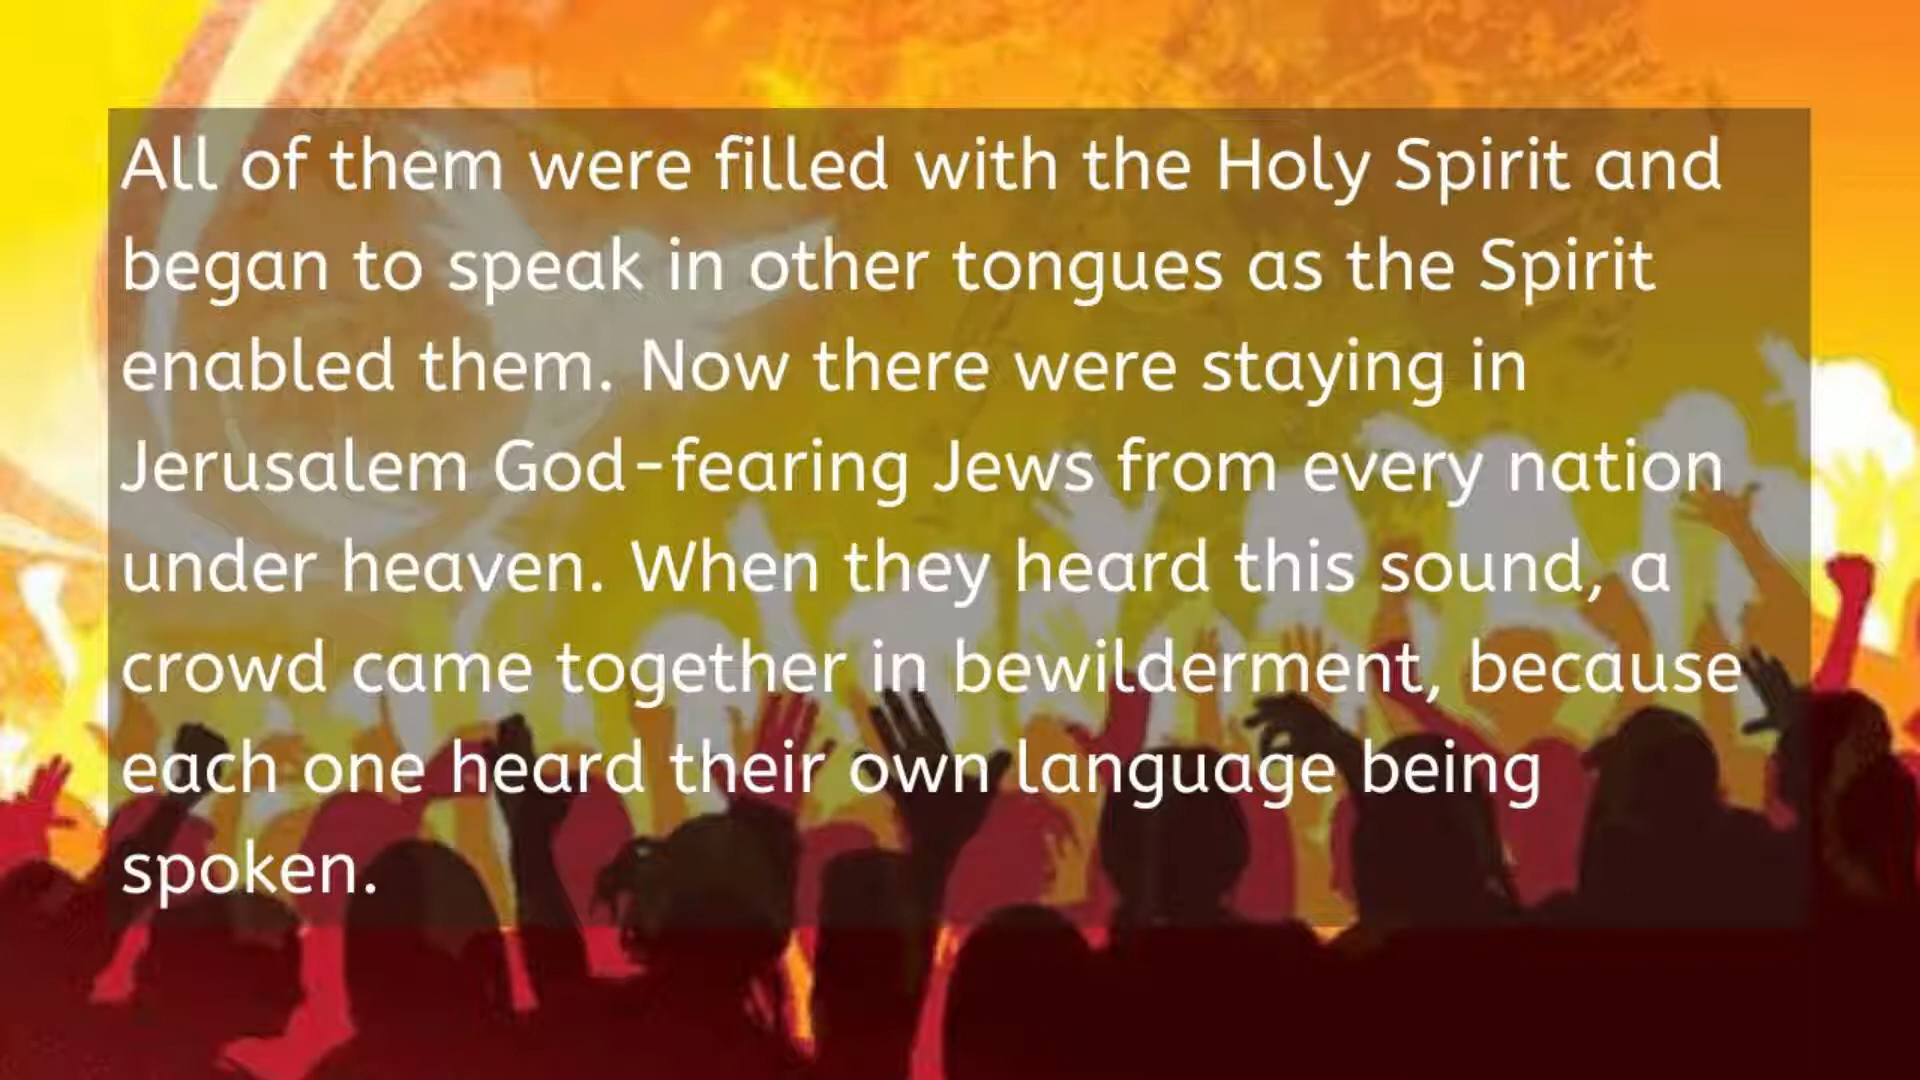 All of them were filled with the Holy Spirit and
began to speak in other tongues as the Spirit
enabled them. Now there were staying in
Jerusalem God-fearing Jews from every nation
under heaven. When they heard this sound, a
crowd came together in bewilderment, because
each one heard their own language being
spoken.